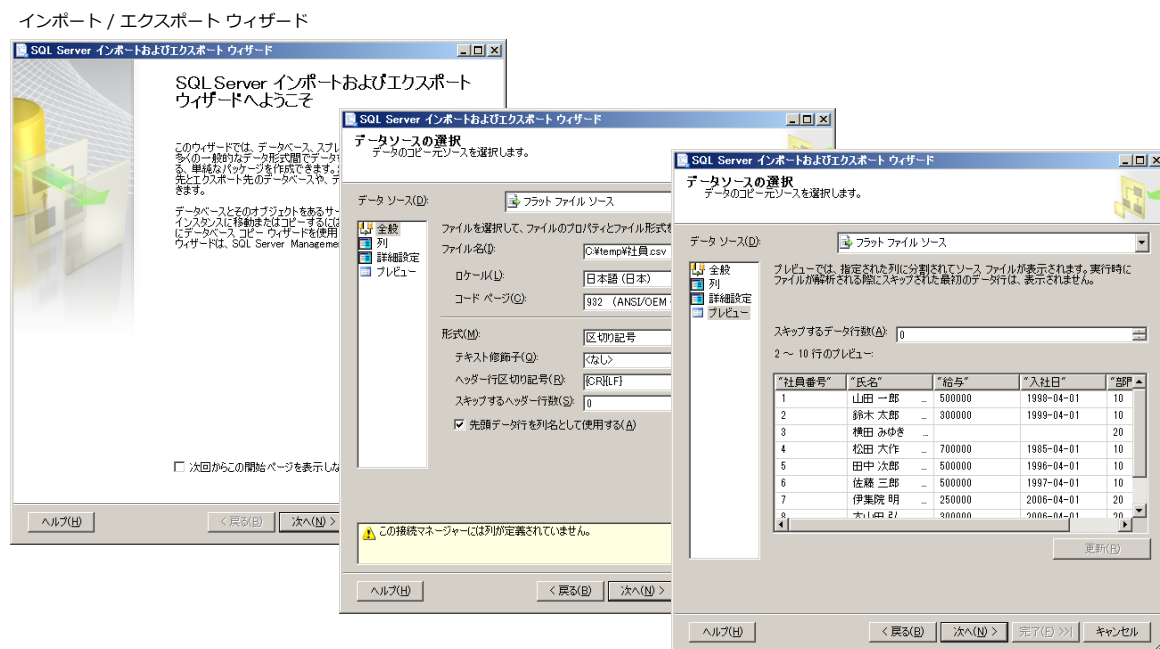 インポート / エクスポート ウィザード
SQL Server インポートおよびエクスポート ウィザード
SQL Server インポートおよびエクスポート
ウィザードへようこそ
このウィザードでは、データベース、スプレ
多くの一般的なデータ形式間でデータ
る、単純なパッケージを作成できます。
先とエクスポート先のデータベースや、テ
きます。
データベースとそのオブジェクトをあるサー
インスタンスに移動またはコピーするには
にデータベース コピー ウィザードを使用
ウィザードは、SQL Server Manageme
次回からこの開始ページを表示しな
ヘルプ(H)
< 戻る(B)
次へ(N) >
SQL Server インポートおよびエクスポート ウィザード
データソースの選択
データのコピー元ソースを選択します。
データ ソース(D):
フラット ファイル ソース
全般
列
詳細設定
プレビュー
ファイルを選択して、ファイルのプロパティとファイル形式を
ファイル名(I):
C:¥temp¥社員.csv
ロケール(L):
日本語 (日本)
コード ページ(C):
932 (ANSI/OEM
形式(M):
区切り記号
テキスト修飾子(Q):
<なし>
ヘッダー行区切り記号(R):
{CR}{LF}
スキップするヘッダー行数(S):
0
先頭データ行を列名として使用する(A)
この接続マネージャーには列が定義されていません。
ヘルプ(H)
< 戻る(B)
次へ(N) >
SQL Server インポートおよびエクスポート ウィザード
データソースの選択
データのコピー元ソースを選択します。
データ ソース(D):
フラット ファイル ソース
全般
列
詳細設定
プレビュー
プレビューでは、指定された列に分割されてソース ファイルが表示されます。実行時に
ファイルが解析される際にスキップされた最初のデータ行は、表示されません。
スキップするデータ行数(A):
0
2 ～ 10 行のプレビュー:
"社員番号" "氏名" "給与" "入社日" "部門
1 山田 一郎 ... 500000 1998-04-01 10
2 鈴木 太郎 ... 300000 1999-04-01 10
3 横田 みゆき ... 20
4 松田 大作 ... 700000 1985-04-01 10
5 田中 次郎 ... 500000 1996-04-01 10
6 佐藤 三郎 ... 500000 1997-04-01 10
7 伊集院 明 ... 250000 2006-04-01 20
8 大山田 ... 300000 2006-04-01 20
更新(R)
ヘルプ(H)
< 戻る(B)
次へ(N) >
完了(F) >>|
キャンセル